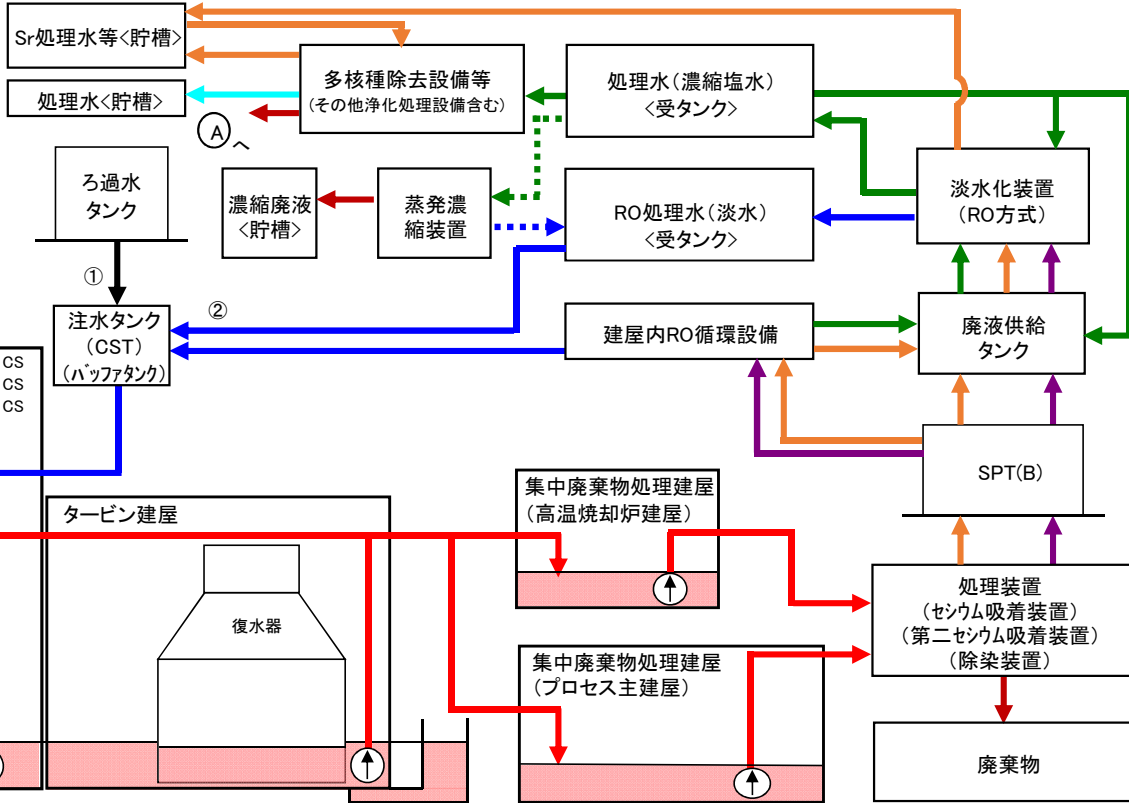 Sr処理水等<貯槽>
処理水<貯槽>
多核種除去設備等
(その他浄化処理設備含む)
処理水(濃縮塩水)
<受タンク>
Aへ
ろ過水
タンク
濃縮廃液
<貯槽>
蒸発濃
縮装置
RO処理水(淡水)
<受タンク>
淡水化装置
(RO方式)
①
②
注水タンク
(CST)
(バッファタンク)
建屋内RO循環設備
廃液供給
タンク
CS
CS
CS
SPT(B)
タービン建屋
復水器
集中廃棄物処理建屋
(高温焼却炉建屋)
処理装置
(セシウム吸着装置)
(第二セシウム吸着装置)
(除染装置)
集中廃棄物処理建屋
(プロセス主建屋)
廃棄物